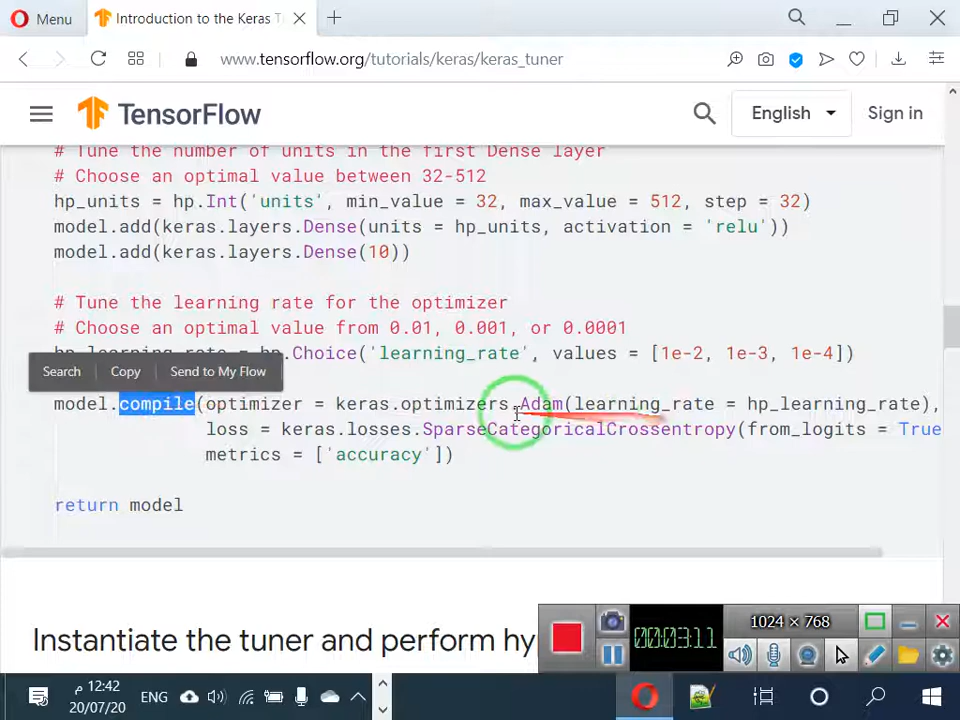 Menu
Introduction to the Keras T
www.tensorflow.org/tutorials/keras/keras_tuner
TensorFlow
English
Sign in
# Tune the number of units in the first Dense layer
# Choose an optimal value between 32-512
hp_units = hp.Int('units', min_value = 32, max_value = 512, step = 32)
model.add(keras.layers.Dense(units = hp_units, activation = 'relu'))
model.add(keras.layers.Dense(10))
# Tune the learning rate for the optimizer
# Choose an optimal value from 0.01, 0.001, or 0.0001
hp_learning_rate = hp.Choice('learning_rate', values = [1e-2, 1e-3, 1e-4])
Search Copy Send to My Flow
model.compile(optimizer = keras.optimizers.Adam(learning_rate = hp_learning_rate),
loss = keras.losses.SparseCategoricalCrossentropy(from_logits = True
metrics = ['accuracy'])
return model
Instantiate the tuner and perform hy
00:03:11
1024 × 768
12:42 م
ENG
20/07/20